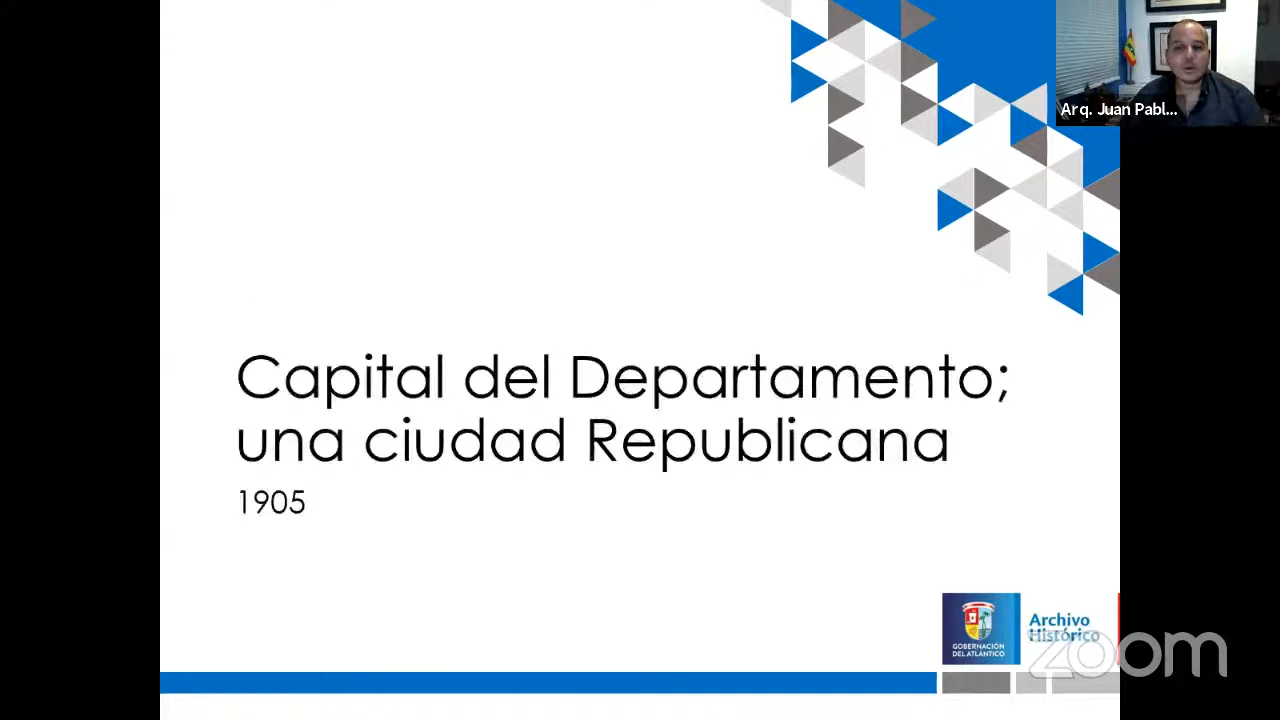 Arq. Juan Pabl...
Capital del Departamento;
una ciudad Republicana
1905
GOBERNACIÓN
DEL ATLÁNTICO
Archivo
Histórico
zoom